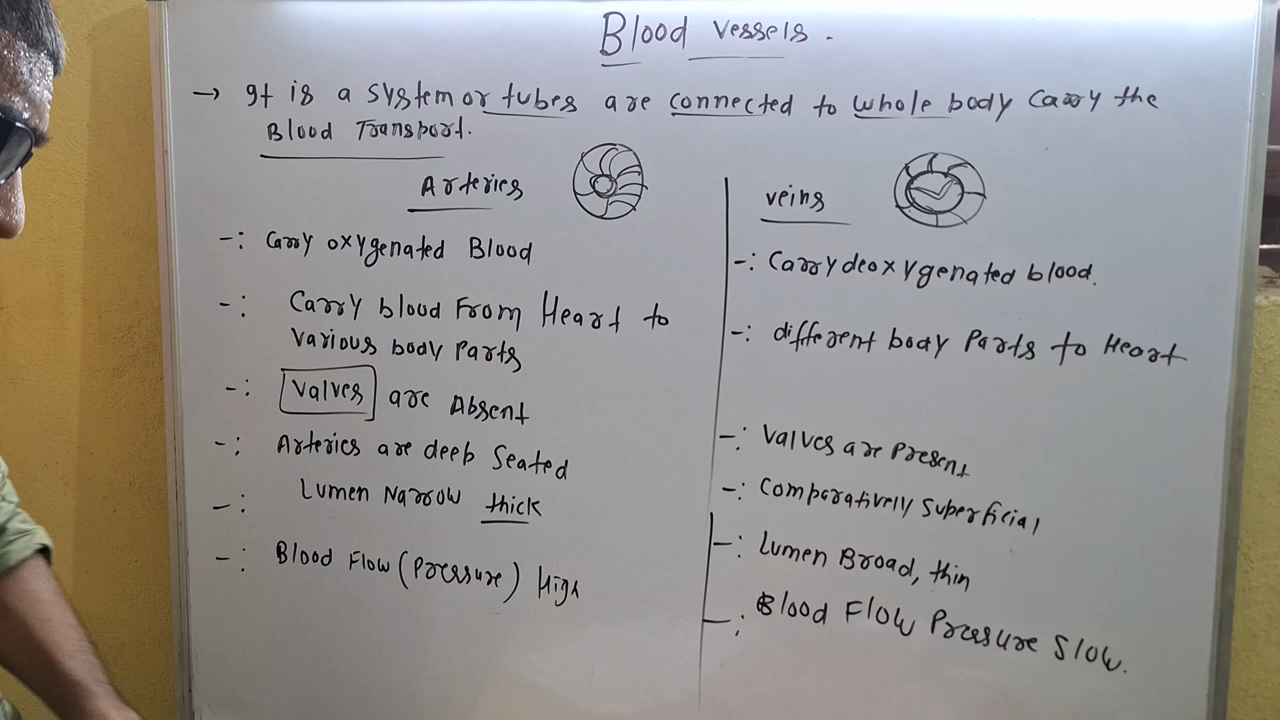 Blood vessels.
→ It is a system or tubes are connected to whole body carry the
Blood Transport.
Arteries
-: Carry oxygenated Blood
-: Carry blood From Heart to
various body Parts
-: Valves are Absent
-: Arteries are deep Seated
-: Lumen Narrow thick
-: Blood Flow (Pressure) High
veins
-: Carry deoxygenated blood.
-: different body Parts to Heart
-: Valves are Present
-: Comparatively Superficial
-: Lumen Broad, thin
-: Blood Flow Pressure Slow.